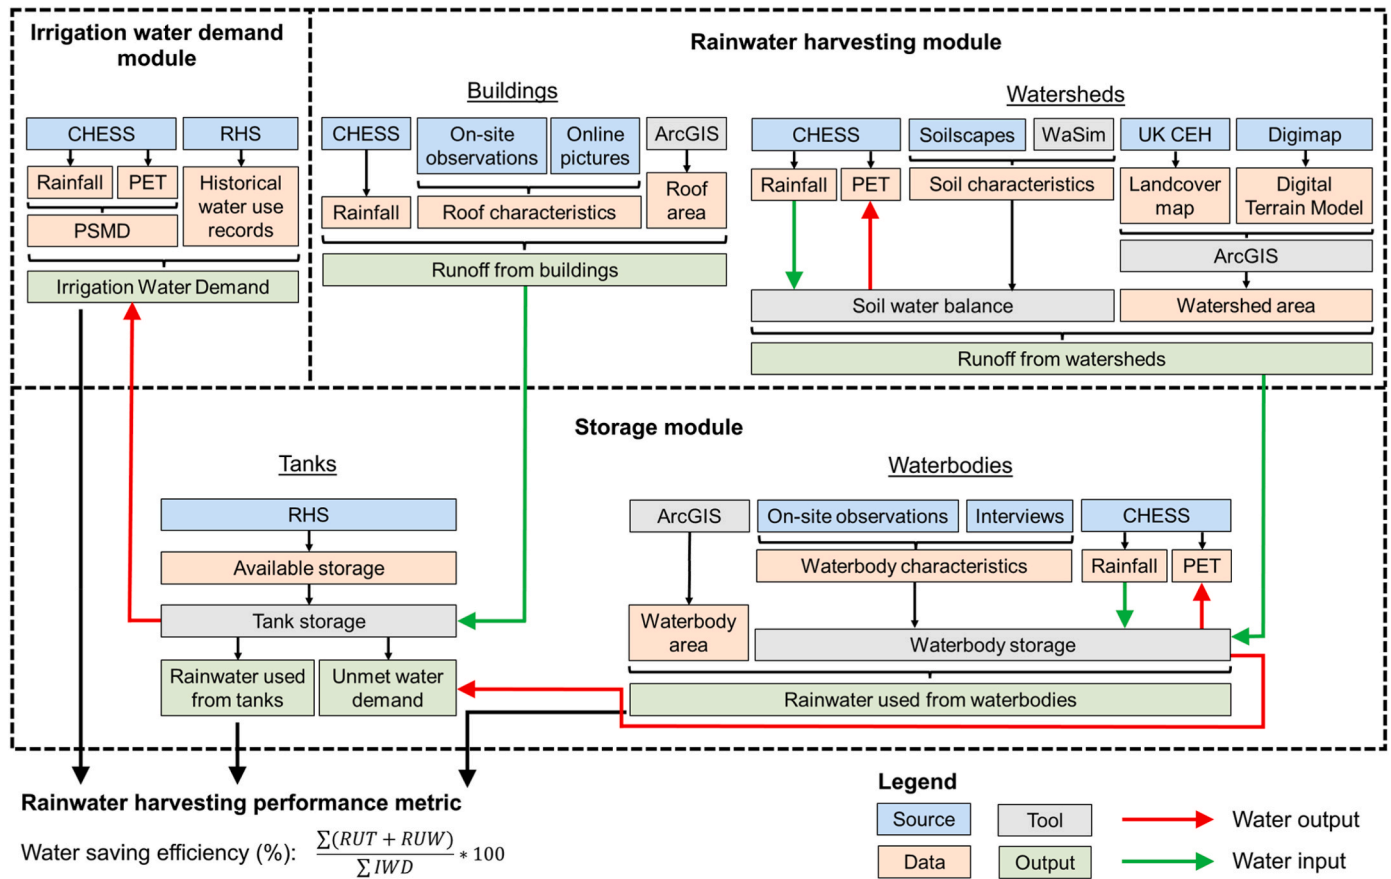 Irrigation water demand
module
CHESS
RHS
Rainfall
PET
Historical
water use
records
PSMD
Irrigation Water Demand
Rainwater harvesting module
Buildings
CHESS
On-site
observations
Online
pictures
ArcGIS
Rainfall
Roof characteristics
Roof
area
Runoff from buildings
Watersheds
CHESS
Soilscapes
WaSim
UK CEH
Digimap
Rainfall
PET
Soil characteristics
Landcover
map
Digital
Terrain Model
ArcGIS
Soil water balance
Watershed area
Runoff from watersheds
Storage module
Tanks
RHS
Available storage
Tank storage
Rainwater used
from tanks
Unmet water
demand
Waterbodies
ArcGIS
On-site observations
Interviews
CHESS
Waterbody characteristics
Rainfall
PET
Waterbody
area
Waterbody storage
Rainwater used from waterbodies
Rainwater harvesting performance metric
Water saving efficiency (%): ∑(RUT + RUW) / ∑ IWD * 100
Legend
Source
Tool
Water output
Data
Output
Water input